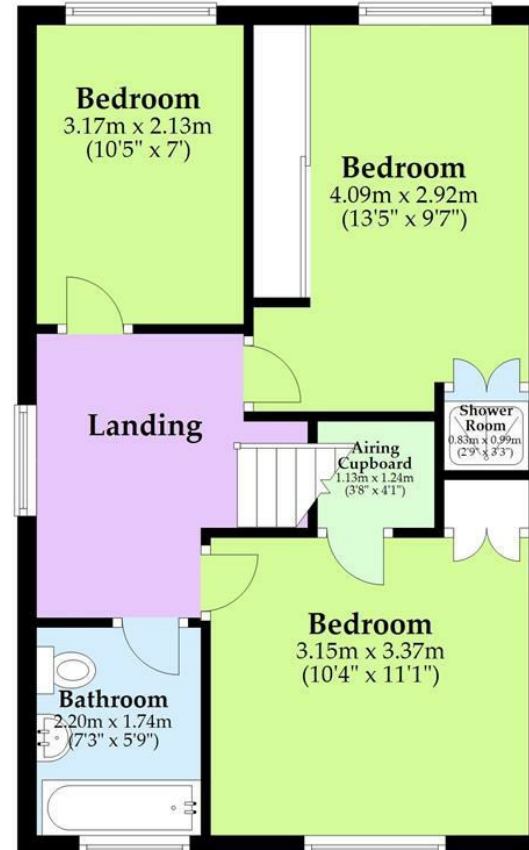 Bedroom
3.17m x 2.13m
(10'5" x 7')
Bedroom
4.09m x 2.92m
(13'5" x 9'7")
Landing
Shower
Room
0.83m x 0.99m
(2'9" x 3'3")
Airing
Cupboard
1.13m x 1.24m
(3'8" x 4'1")
Bedroom
3.15m x 3.37m
(10'4" x 11'1")
Bathroom
2.20m x 1.74m
(7'3" x 5'9")